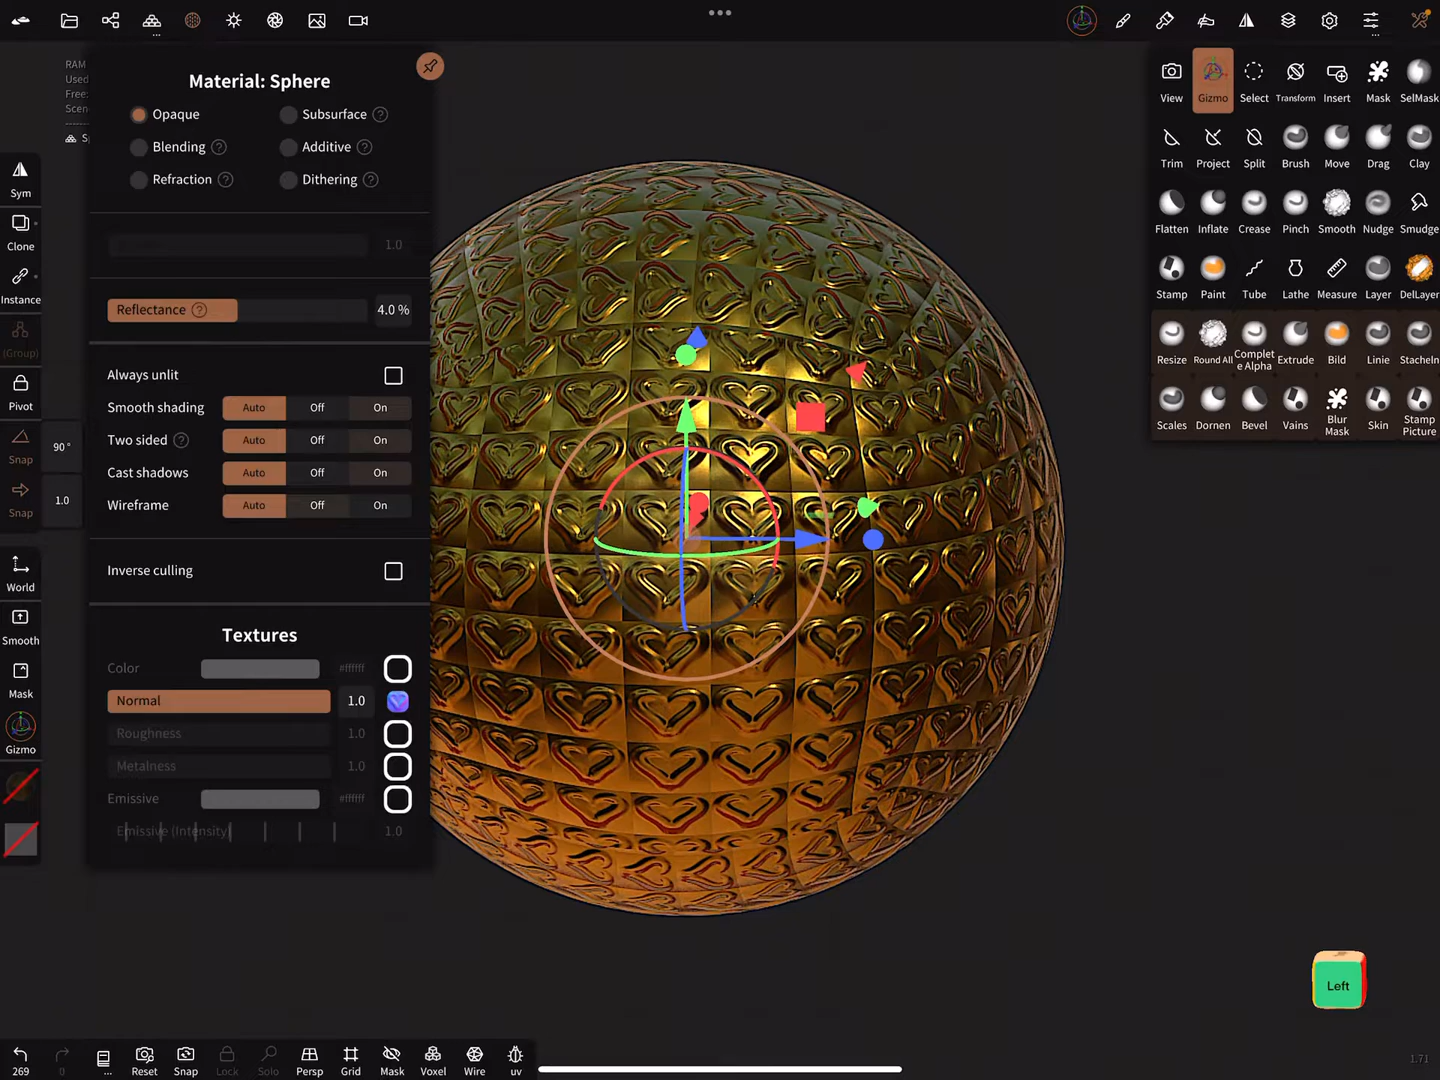 RAM
Used
Free:
Scen
Material: Sphere
Opaque
Subsurface ?
Blending ?
Additive ?
Refraction ?
Dithering ?
1.0
Reflectance ?
4.0 %
Always unlit
Smooth shading
Auto
Off
On
Two sided ?
Auto
Off
On
Cast shadows
Auto
Off
On
Wireframe
Auto
Off
On
Inverse culling
Textures
Color
#ffffff
Normal
1.0
Roughness
1.0
Metalness
1.0
Emissive
#ffffff
Emissive (Intensity)
1.0
Sym
Clone
Instance
(Group)
Pivot
Snap
90°
Snap
1.0
World
Smooth
Mask
Gizmo
View
Gizmo
Select
Transform
Insert
Mask
SelMask
Trim
Project
Split
Brush
Move
Drag
Clay
Flatten
Inflate
Crease
Pinch
Smooth
Nudge
Smudge
Stamp
Paint
Tube
Lathe
Measure
Layer
DelLayer
Resize
Round All
Complet
e Alpha
Extrude
Bild
Linie
Stacheln
Scales
Dornen
Bevel
Vains
Blur
Mask
Skin
Stamp
Picture
Left
269
0
Reset
Snap
Lock
Solo
Persp
Grid
Mask
Voxel
Wire
uv
1.71